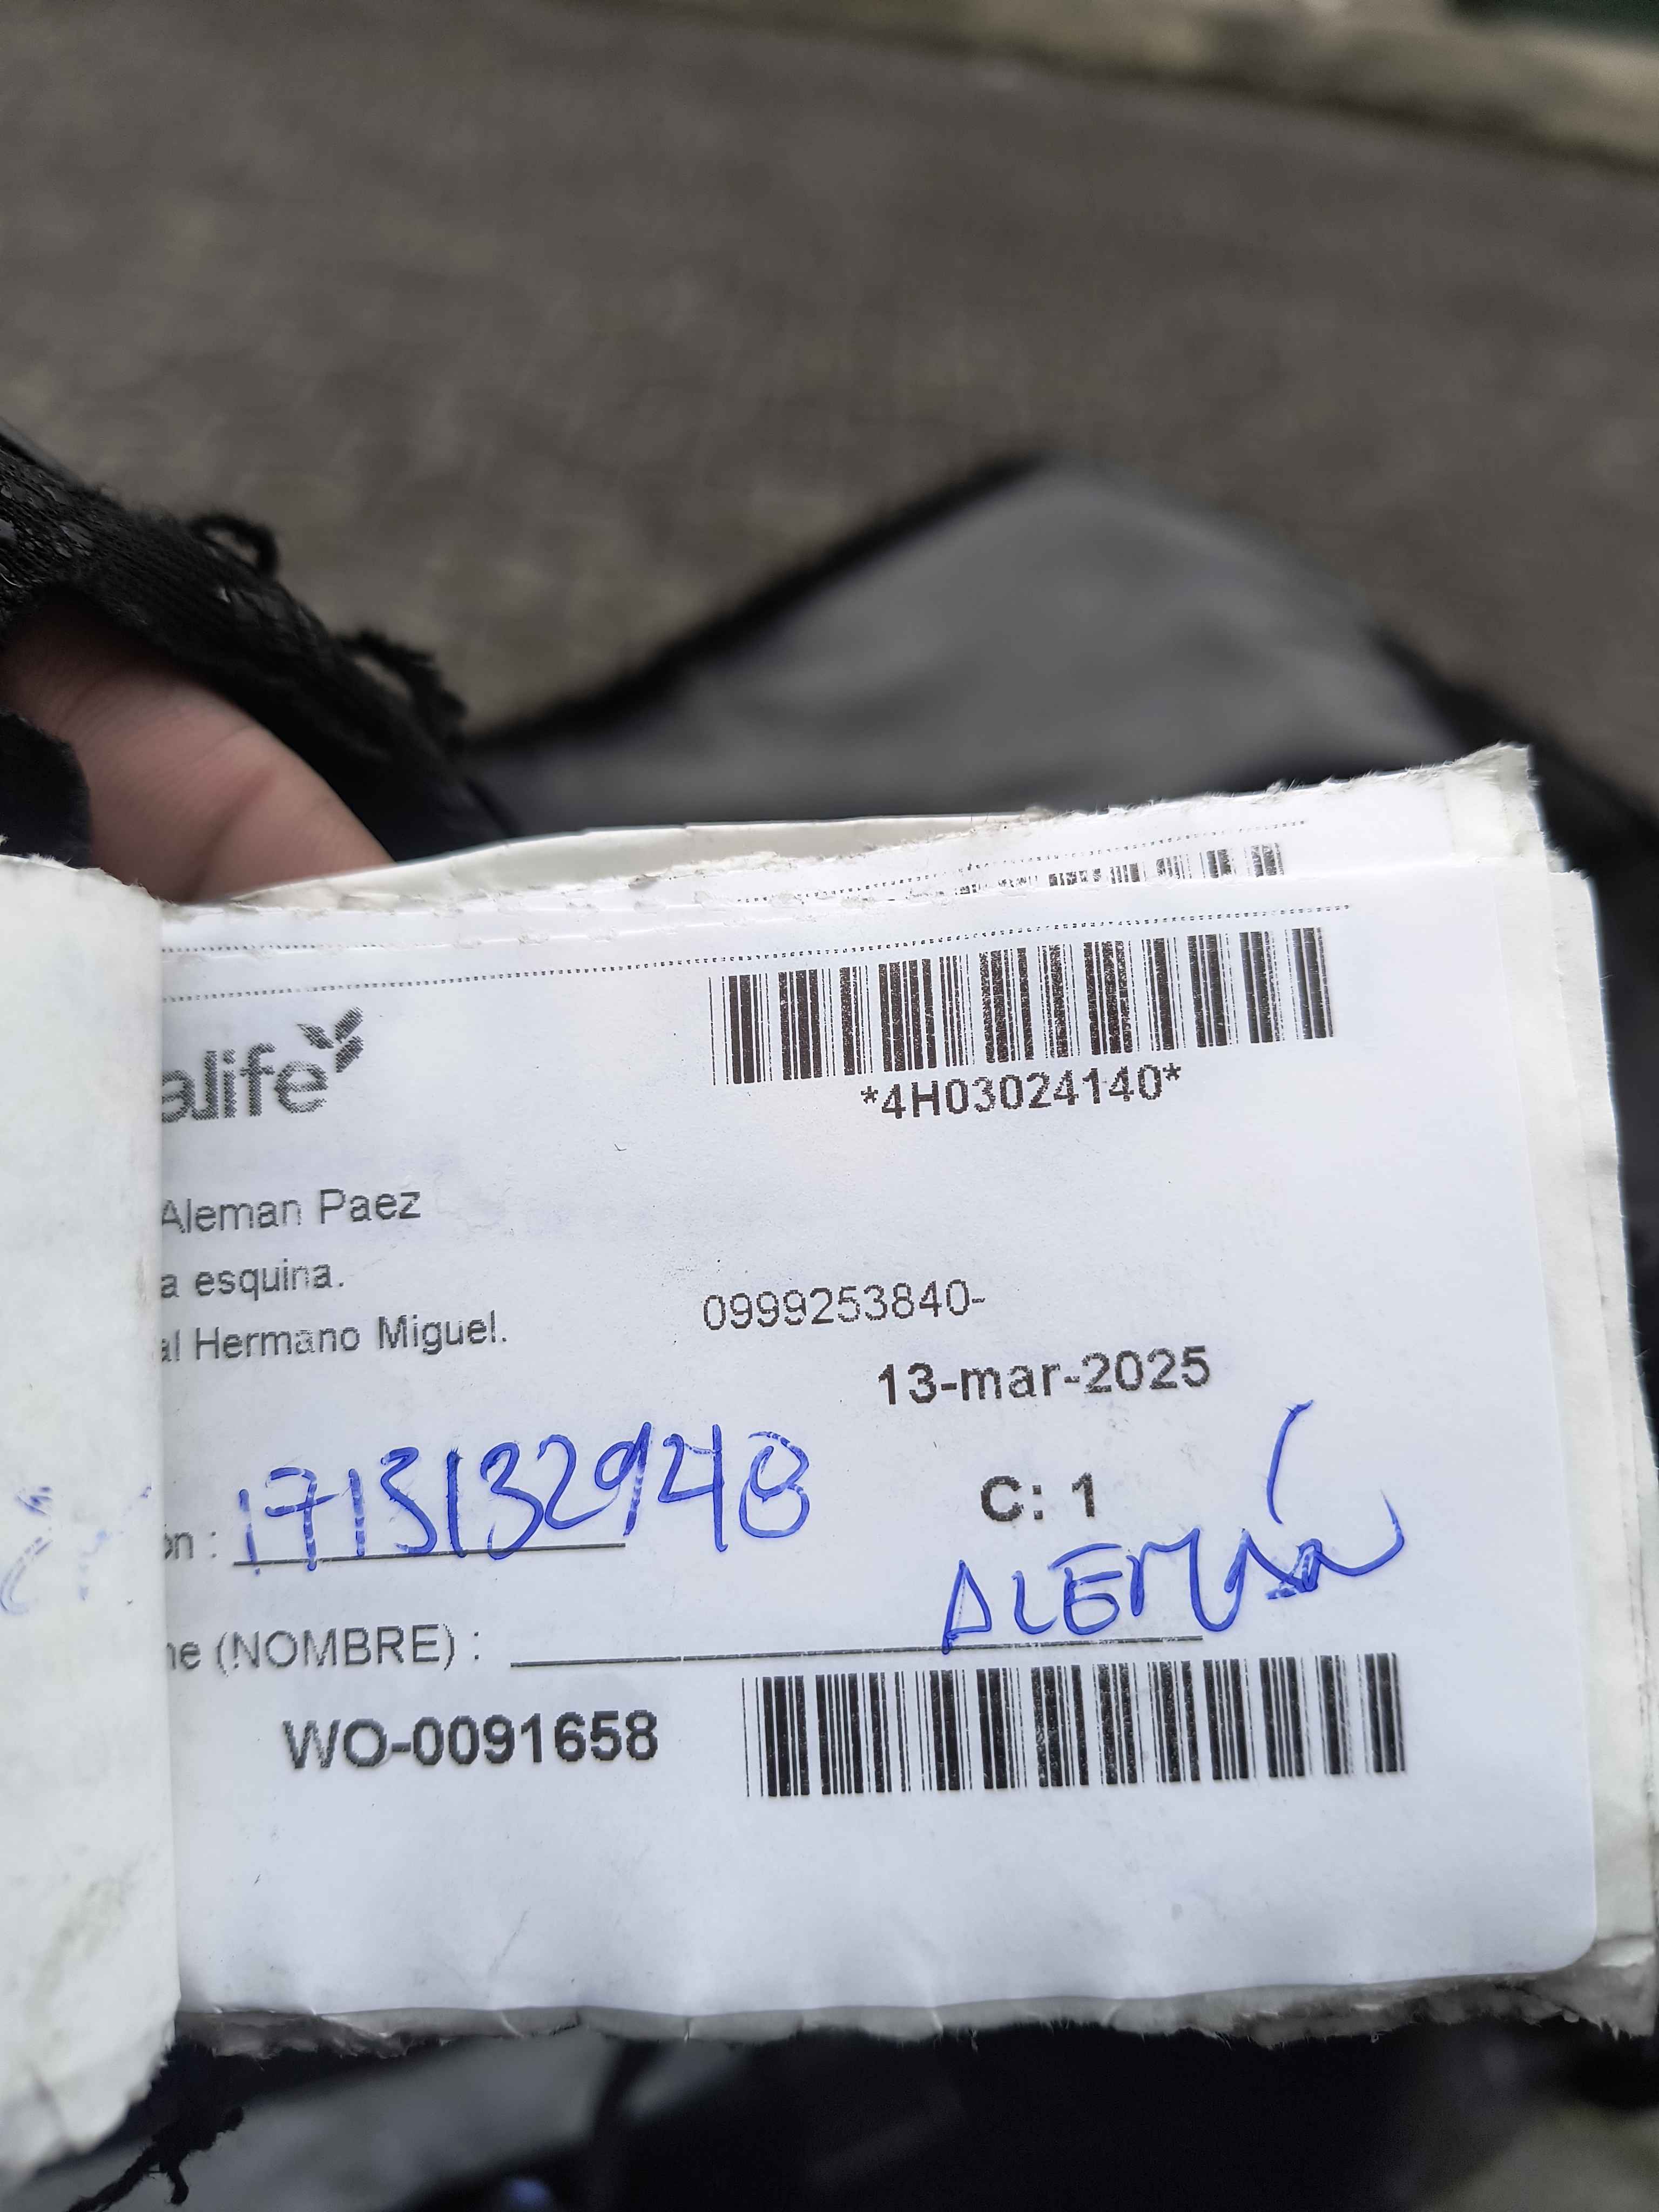 alife
*4H03024140*
Aleman Paez
a esquina.
0999253840-
al Hermano Miguel.
13-mar-2025
ón : 1713132948
C: 1
ALEMÁN
ne (NOMBRE) :
WO-0091658